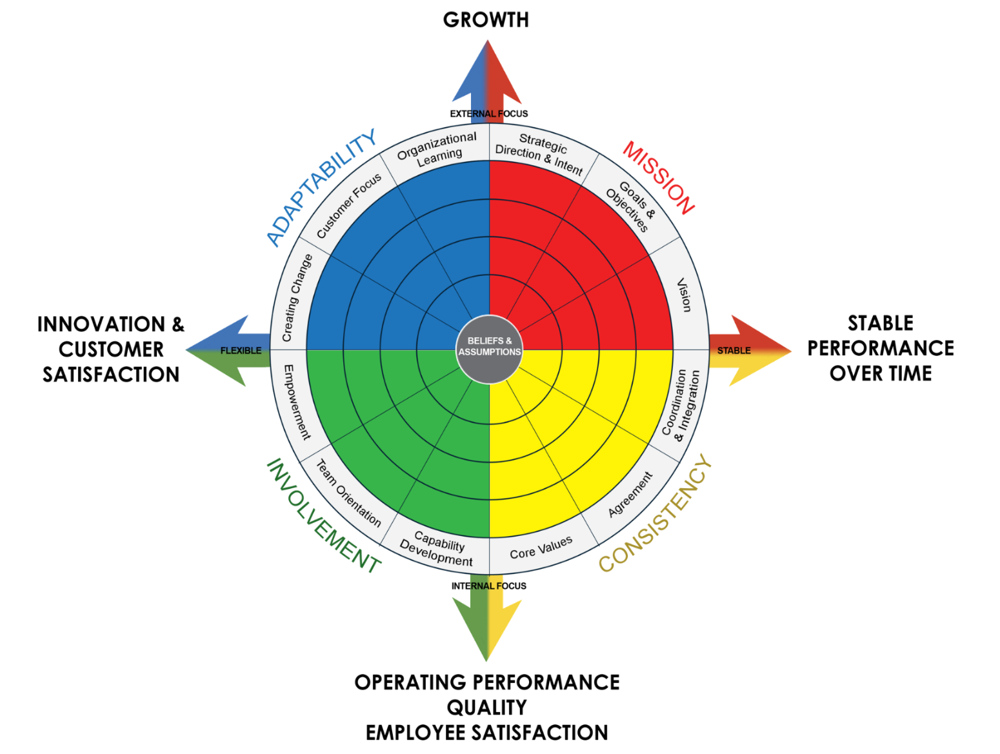 GROWTH
EXTERNAL FOCUS
ADAPTABILITY
MISSION
Organizational
Learning
Strategic
Direction & Intent
Customer Focus
Goals &
Objectives
Creating Change
Vision
INNOVATION &
CUSTOMER
SATISFACTION
FLEXIBLE
BELIEFS &
ASSUMPTIONS
STABLE
STABLE
PERFORMANCE
OVER TIME
Empowerment
Coordination
& Integration
Team Orientation
Agreement
Capability
Development
Core Values
INVOLVEMENT
CONSISTENCY
INTERNAL FOCUS
OPERATING PERFORMANCE
QUALITY
EMPLOYEE SATISFACTION